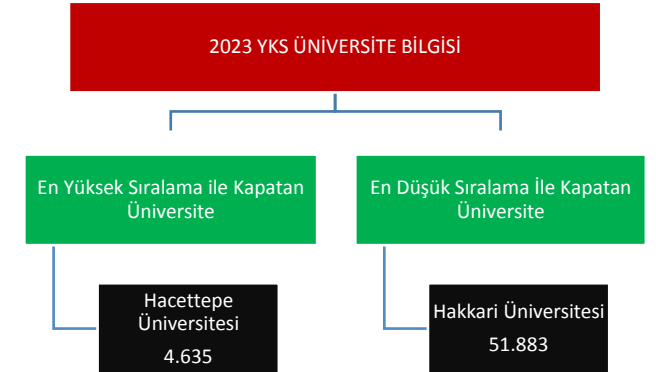 2023 YKS ÜNİVERSİTE BİLGİSİ
En Yüksek Sıralama ile Kapatan
Üniversite
En Düşük Sıralama İle Kapatan
Üniversite
Hacettepe
Üniversitesi
4.635
Hakkari Üniversitesi
51.883